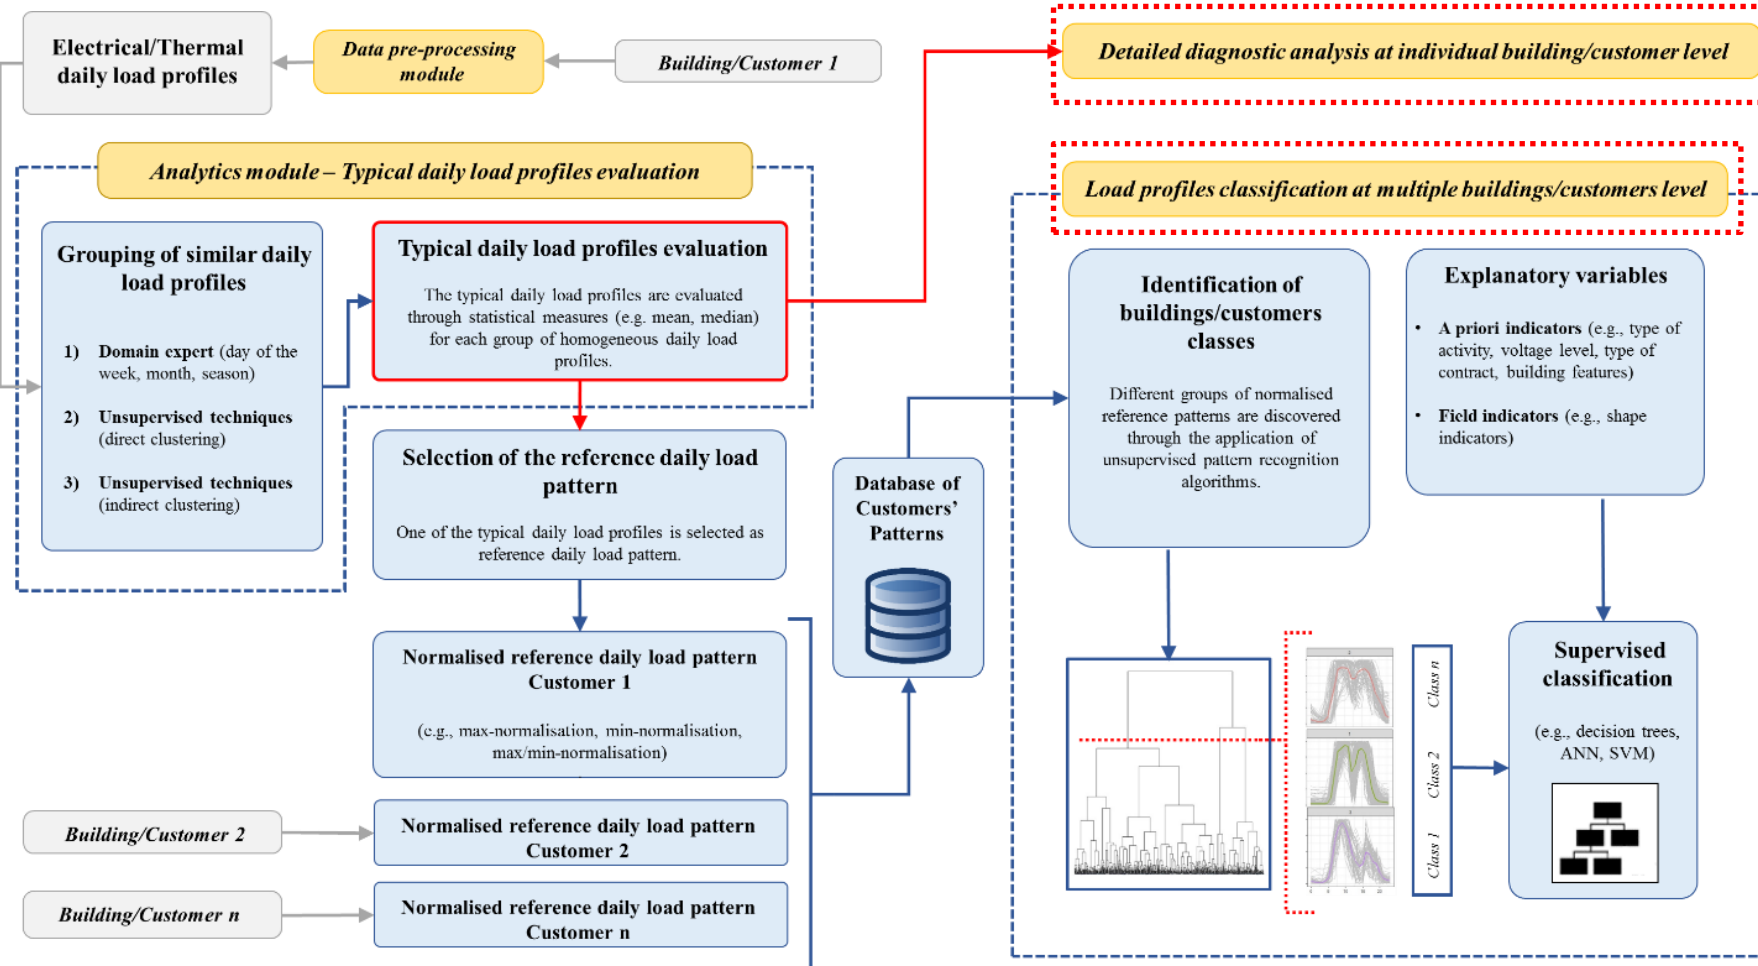 Electrical/Thermal
daily load profiles
Data pre-processing
module
Building/Customer 1
Detailed diagnostic analysis at individual building/customer level
Analytics module – Typical daily load profiles evaluation
Grouping of similar daily
load profiles
1) Domain expert (day of the
week, month, season)
2) Unsupervised techniques
(direct clustering)
3) Unsupervised techniques
(indirect clustering)
Typical daily load profiles evaluation
The typical daily load profiles are evaluated
through statistical measures (e.g. mean, median)
for each group of homogeneous daily load
profiles.
Selection of the reference daily load
pattern
One of the typical daily load profiles is selected as
reference daily load pattern.
Normalised reference daily load pattern
Customer 1
(e.g., max-normalisation, min-normalisation,
max/min-normalisation)
Building/Customer 2
Normalised reference daily load pattern
Customer 2
Building/Customer n
Normalised reference daily load pattern
Customer n
Database of
Customers’
Patterns
Load profiles classification at multiple buildings/customers level
Identification of
buildings/customers
classes
Different groups of normalised
reference patterns are discovered
through the application of
unsupervised pattern recognition
algorithms.
Explanatory variables
• A priori indicators (e.g., type of
activity, voltage level, type of
contract, building features)
• Field indicators (e.g., shape
indicators)
Class n
Class 2
Class 1
Supervised
classification
(e.g., decision trees,
ANN, SVM)